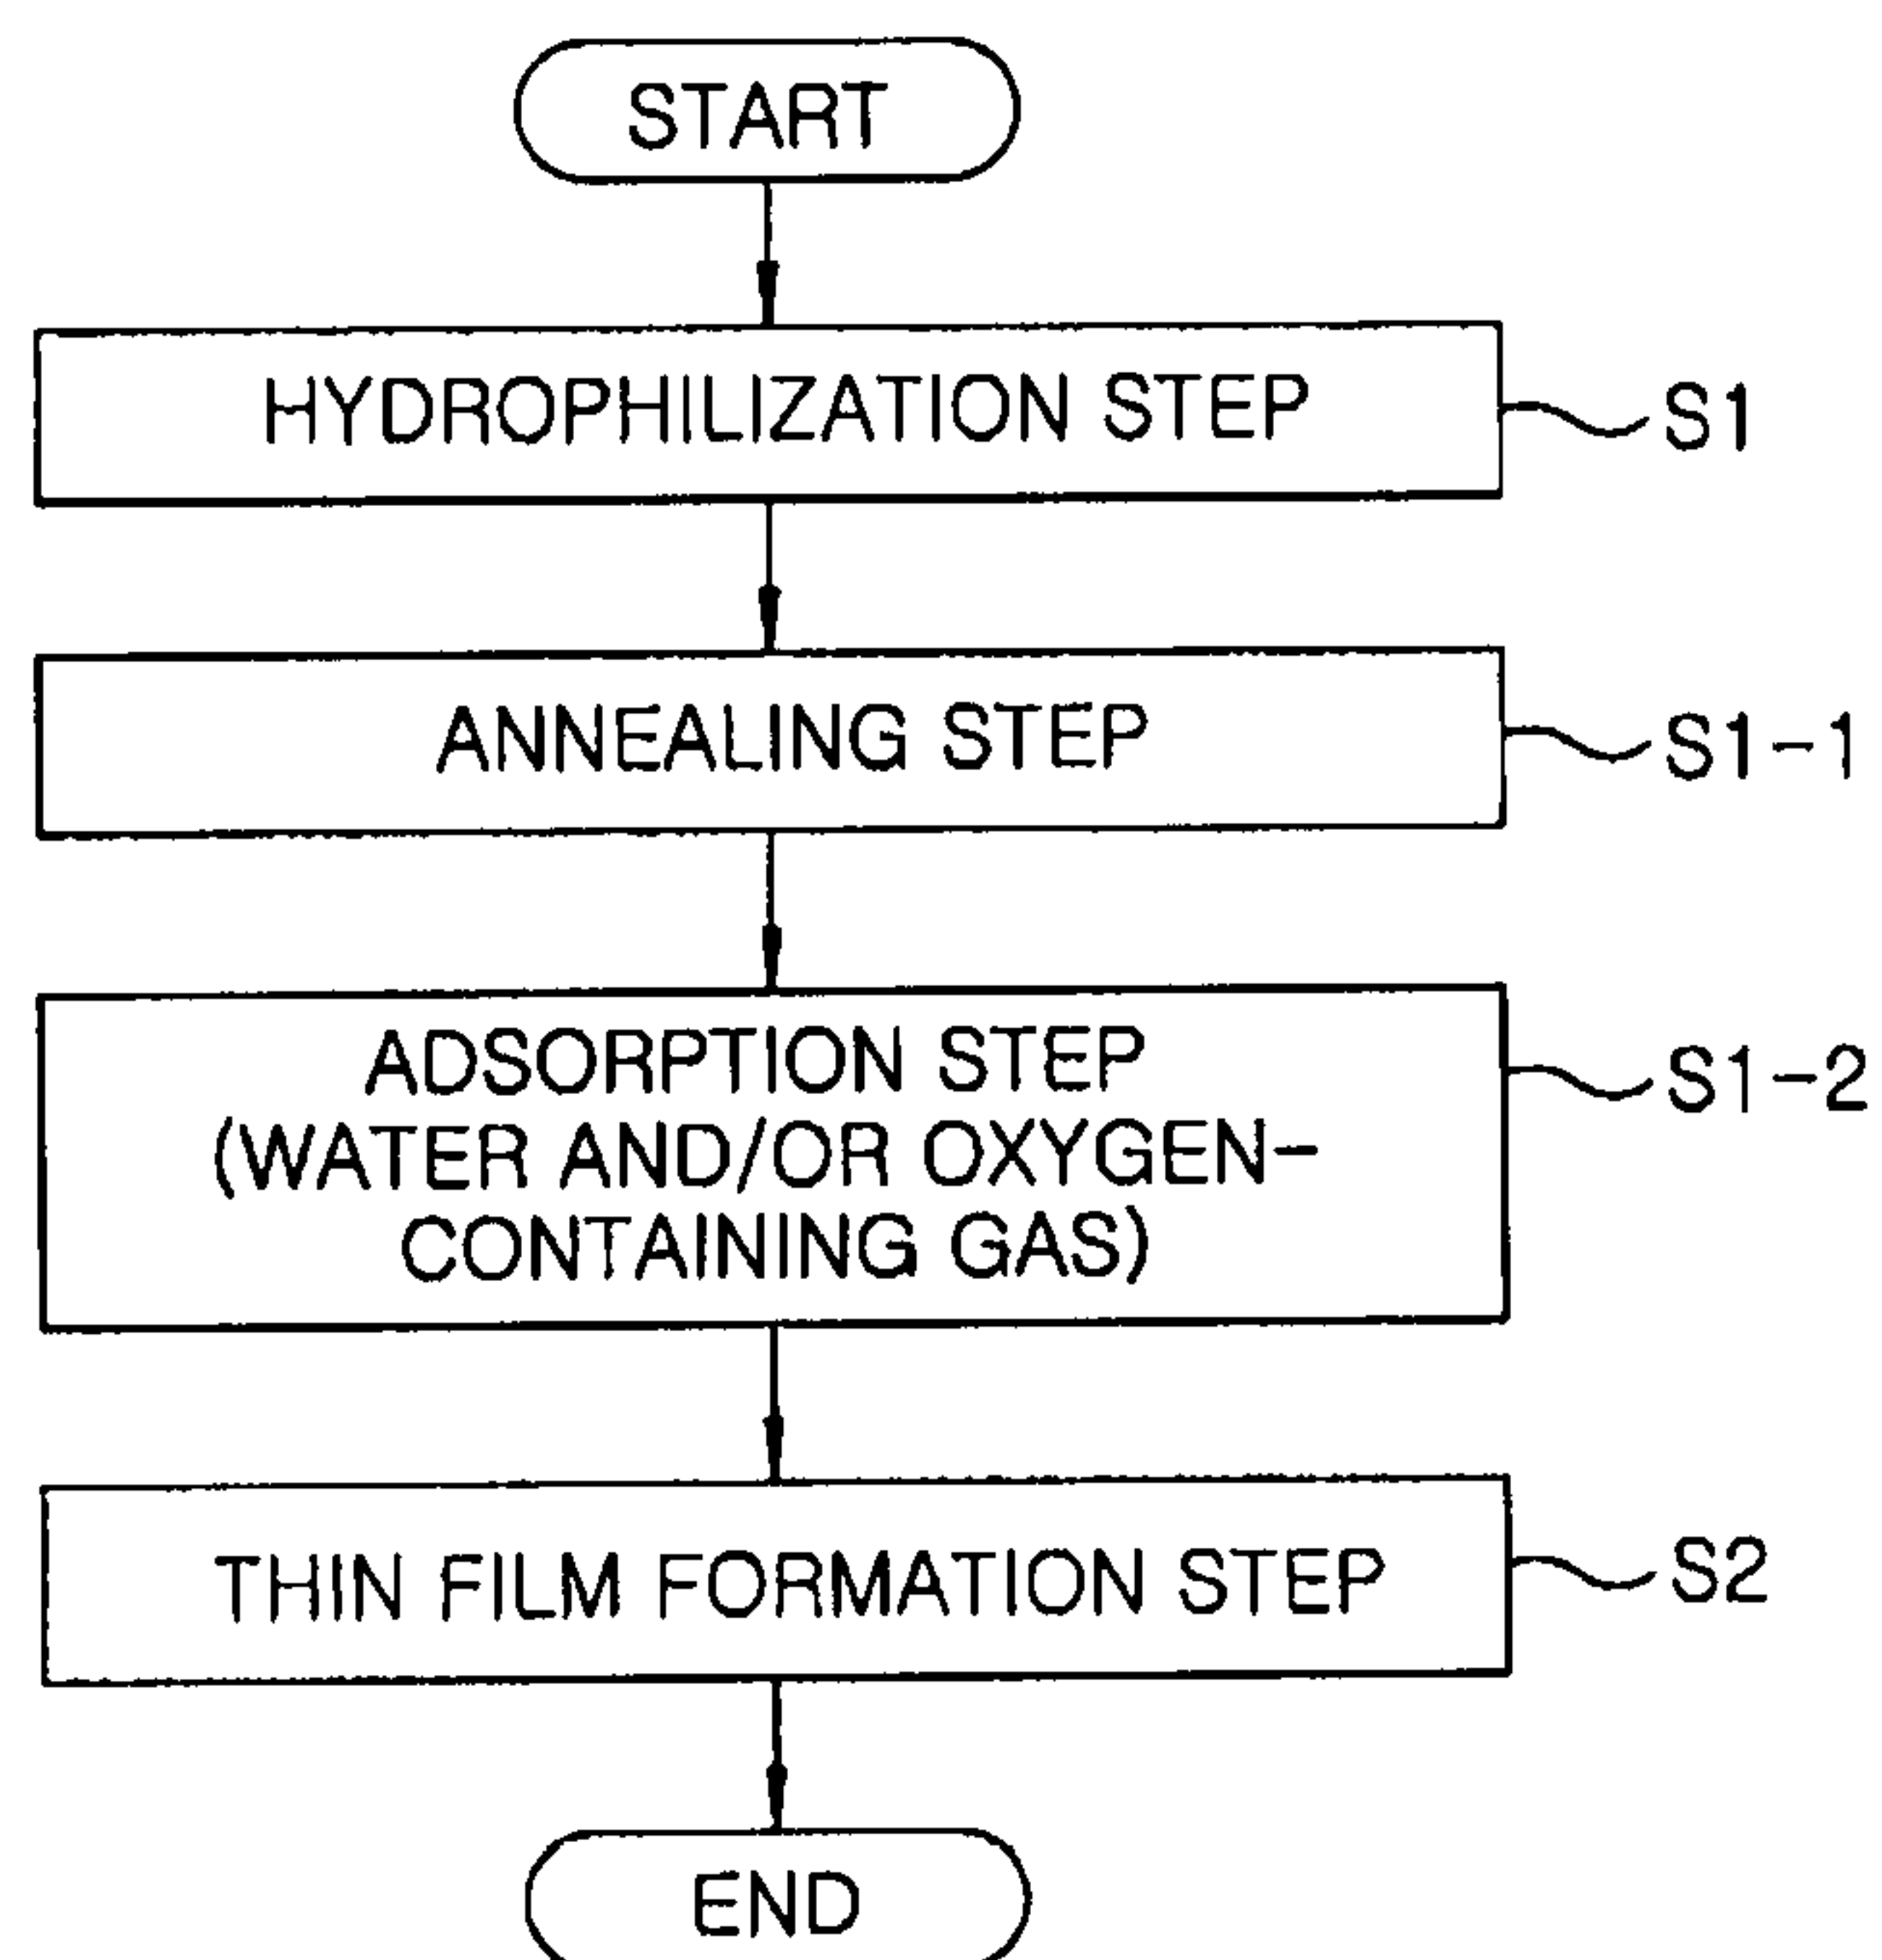 START
HYDROPHILIZATION STEP
S1
ANNEALING STEP
S1-1
ADSORPTION STEP
(WATER AND/OR OXYGEN-
CONTAINING GAS)
S1-2
THIN FILM FORMATION STEP
S2
END